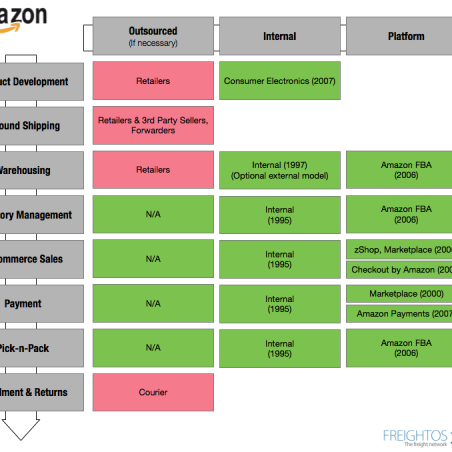 azon
Outsourced
(If necessary)
Internal
Platform
uct Development
Retailers
Consumer Electronics (2007)
ound Shipping
Retailers & 3rd Party Sellers,
Forwarders
Warehousing
Retailers
Internal (1997)
(Optional external model)
Amazon FBA
(2006)
tory Management
N/A
Internal
(1995)
Amazon FBA
(2006)
ommerce Sales
N/A
Internal
(1995)
zShop, Marketplace (200
Checkout by Amazon (200
Payment
N/A
Internal
(1995)
Marketplace (2000)
Amazon Payments (2007
Pick-n-Pack
N/A
Internal
(1995)
Amazon FBA
(2006)
lment & Returns
Courier
FREIGHTOS
The freight network